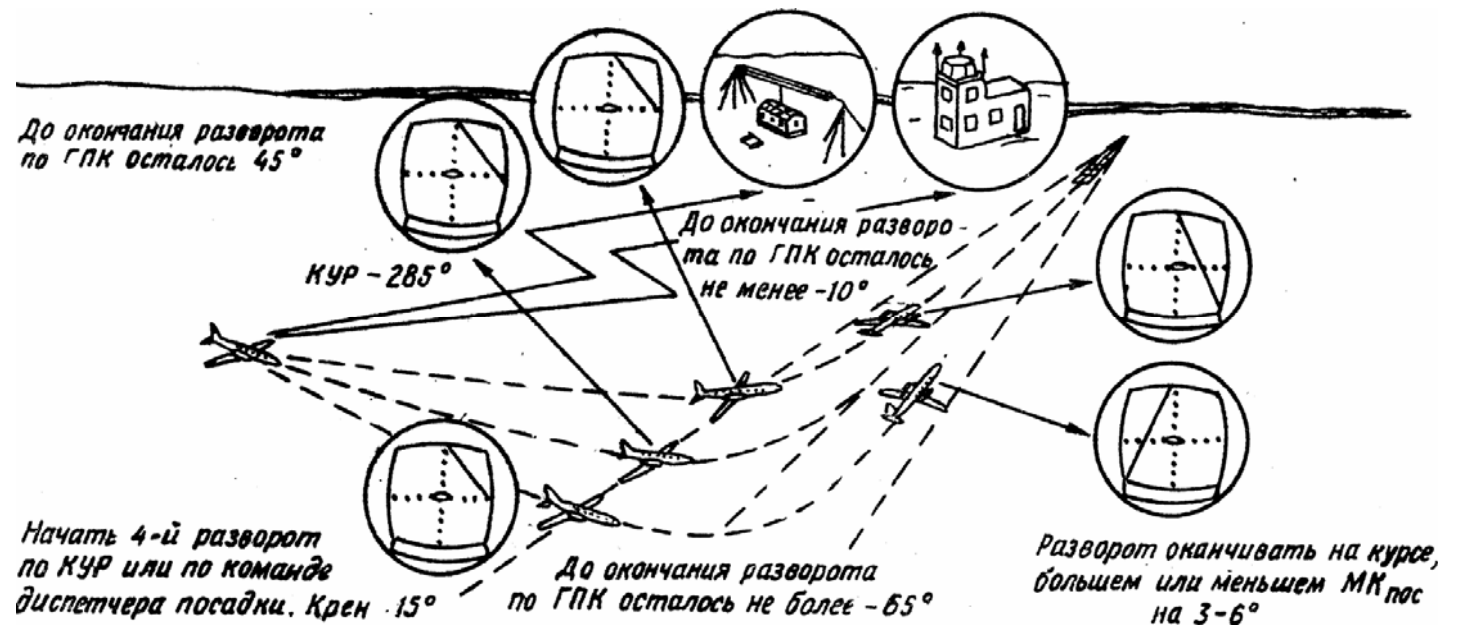 До окончания разворота
по ГПК осталось 45°
До окончания разворо-
та по ГПК осталось
не менее -10°
КУР - 285°
Начать 4-й разворот
по КУР или по команде
диспетчера посадки. Крен 15°
До окончания разворота
по ГПК осталось не более -65°
Разворот оканчивать на курсе,
большем или меньшем МКпос
на 3-6°